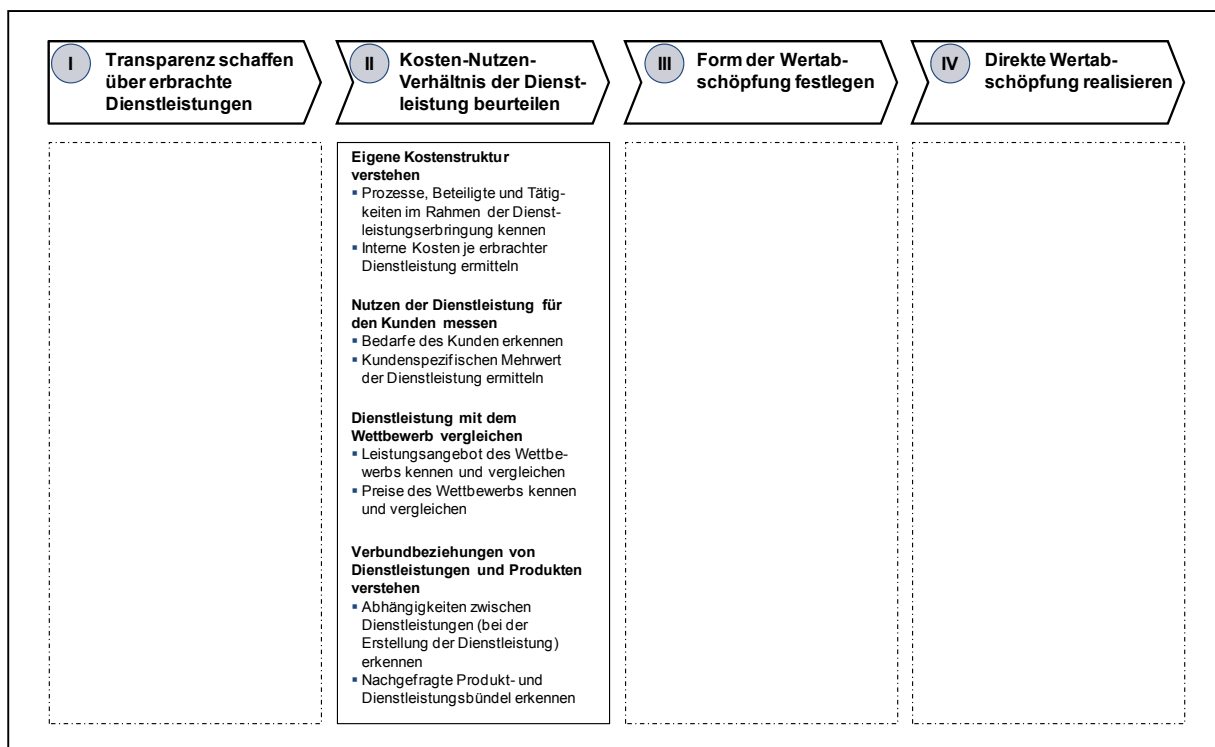 I
Transparenz schaffen
über erbrachte
Dienstleistungen
II
Kosten-Nutzen-
Verhältnis der Dienst-
leistung beurteilen
III
Form der Wertab-
schöpfung festlegen
IV
Direkte Wertab-
schöpfung realisieren
Eigene Kostenstruktur
verstehen
▪ Prozesse, Beteiligte und Tätig-
keiten im Rahmen der Dienst-
leistungserbringung kennen
▪ Interne Kosten je erbrachter
Dienstleistung ermitteln
Nutzen der Dienstleistung für
den Kunden messen
▪ Bedarfe des Kunden erkennen
▪ Kundenspezifischen Mehrwert
der Dienstleistung ermitteln
Dienstleistung mit dem
Wettbewerb vergleichen
▪ Leistungsangebot des Wettbe-
werbs kennen und vergleichen
▪ Preise des Wettbewerbs kennen
und vergleichen
Verbundbeziehungen von
Dienstleistungen und Produkten
verstehen
▪ Abhängigkeiten zwischen
Dienstleistungen (bei der
Erstellung der Dienstleistung)
erkennen
▪ Nachgefragte Produkt- und
Dienstleistungsbündel erkennen